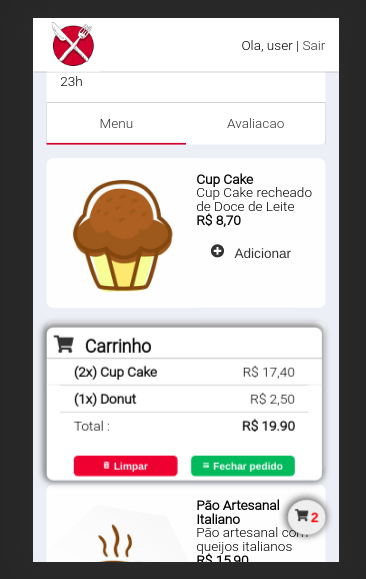 Ola, user | Sair
23h
Menu Avaliacao
Cup Cake
Cup Cake recheado
de Doce de Leite
R$ 8,70
Adicionar
Carrinho
(2x) Cup Cake R$ 17,40
(1x) Donut R$ 2,50
Total : R$ 19.90
Limpar Fechar pedido
Pão Artesanal
Italiano
Pão artesanal com
queijos italianos
R$ 15,90
2